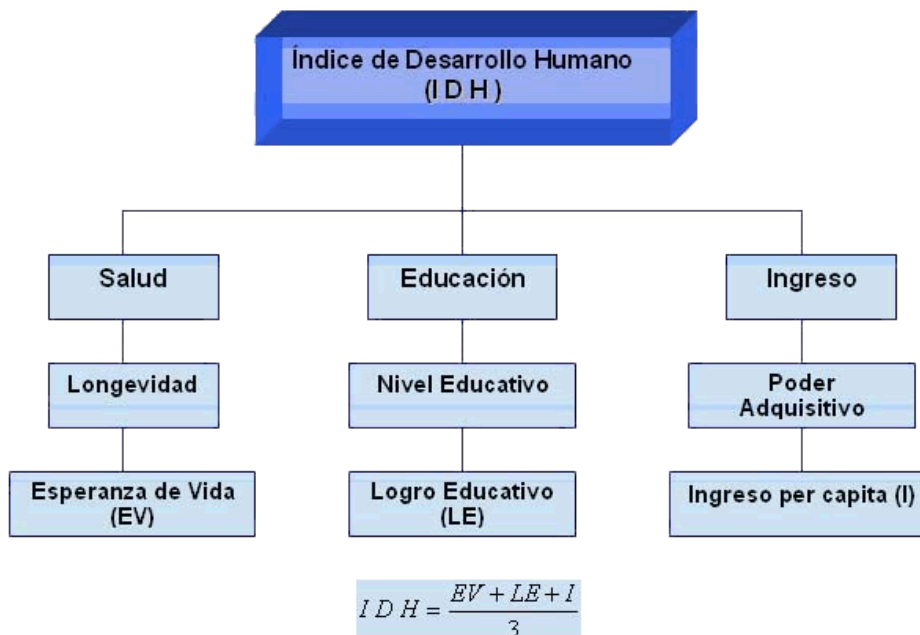 Índice de Desarrollo Humano
(I D H)
Salud
Educación
Ingreso
Longevidad
Nivel Educativo
Poder
Adquisitivo
Esperanza de Vida
(EV)
Logro Educativo
(LE)
Ingreso per capita (I)
I D H = \frac{EV + LE + I}{3}